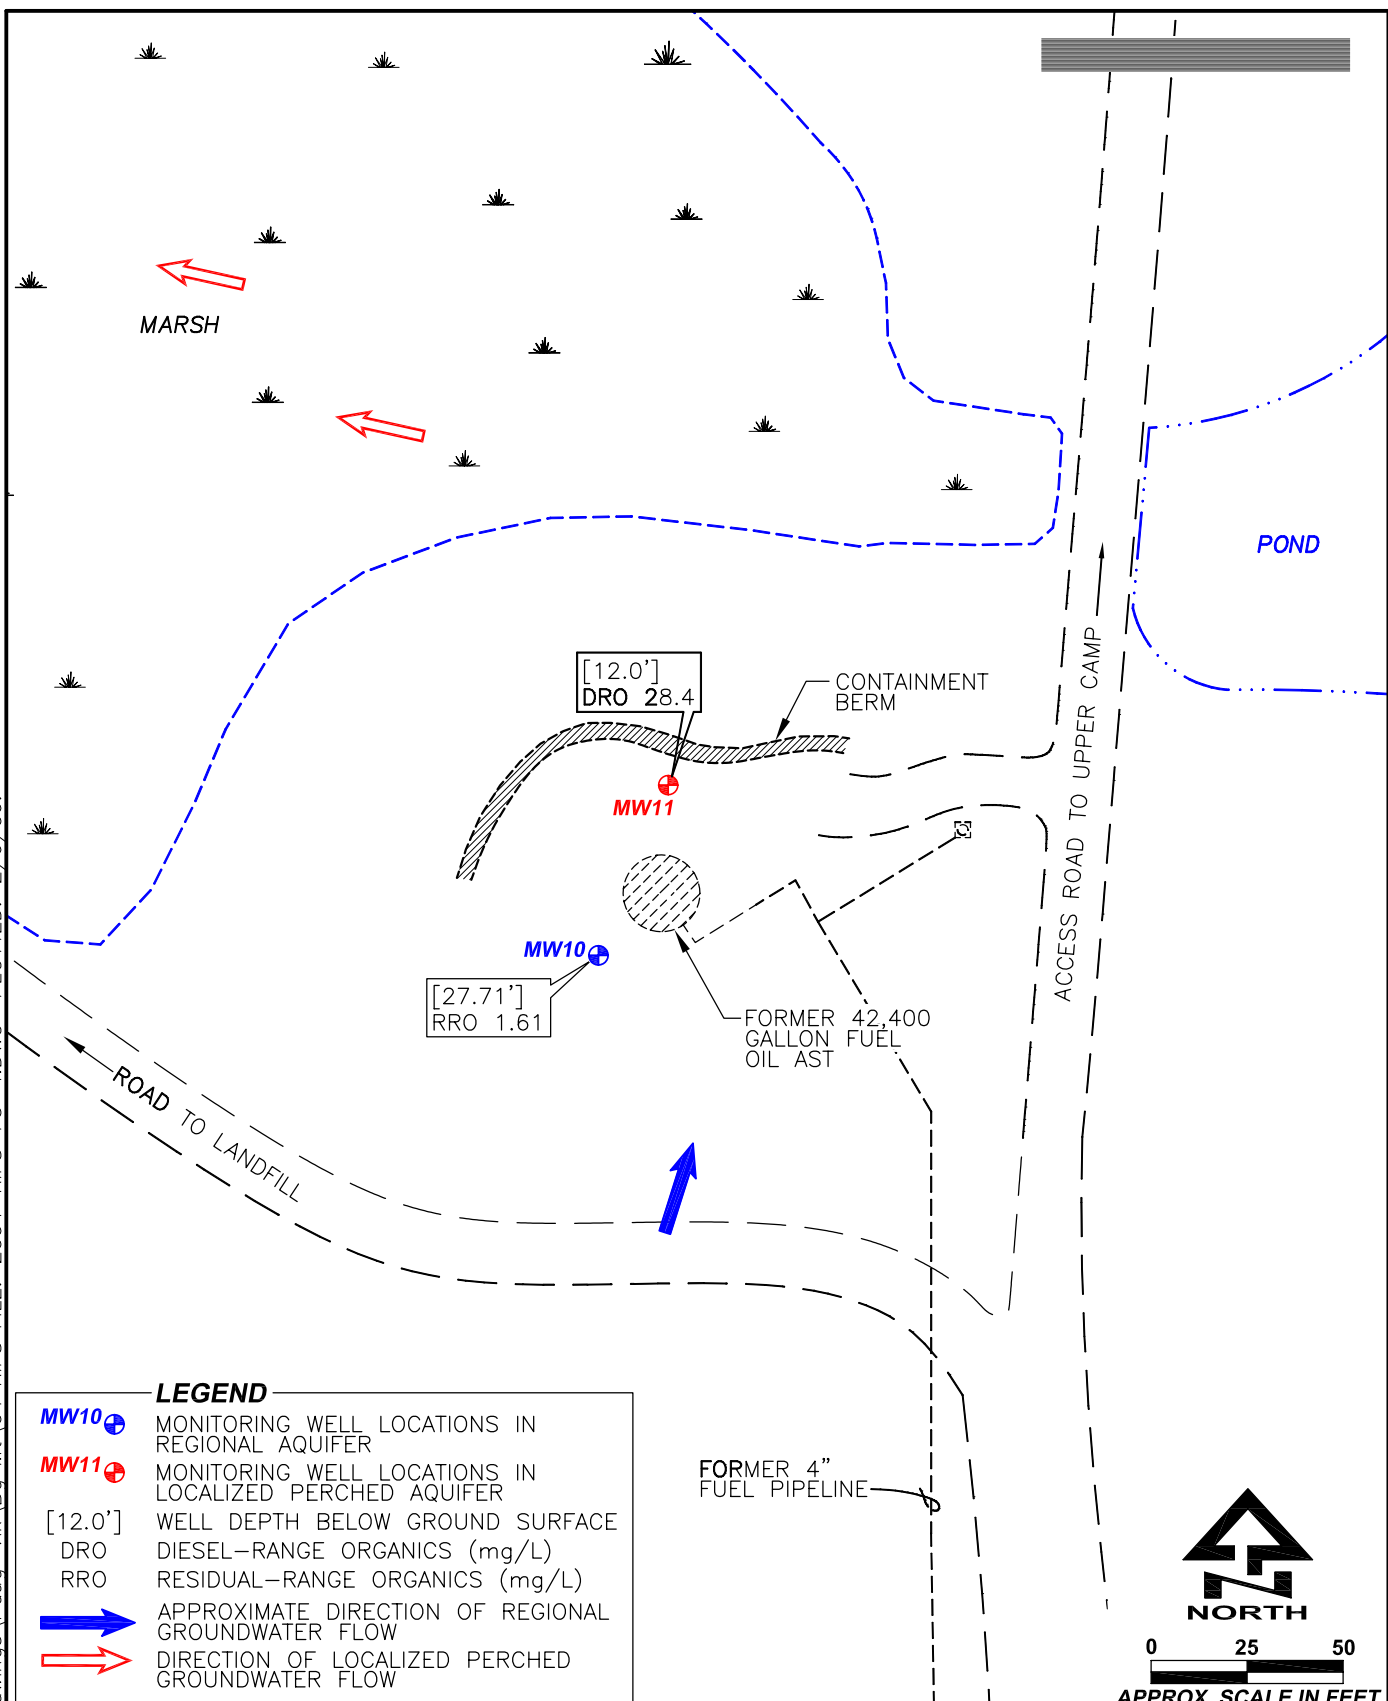 MARSH
POND
[12.0']
DRO 28.4
CONTAINMENT
BERM
MW11
ACCESS ROAD TO UPPER CAMP
MW10
[27.71']
RRO 1.61
FORMER 42,400
GALLON FUEL
OIL AST
ROAD TO LANDFILL
FORMER 4"
FUEL PIPELINE
LEGEND
MW10
MONITORING WELL LOCATIONS IN
REGIONAL AQUIFER
MW11
MONITORING WELL LOCATIONS IN
LOCALIZED PERCHED AQUIFER
[12.0'] WELL DEPTH BELOW GROUND SURFACE
DRO DIESEL-RANGE ORGANICS (mg/L)
RRO RESIDUAL-RANGE ORGANICS (mg/L)
APPROXIMATE DIRECTION OF REGIONAL
GROUNDWATER FLOW
DIRECTION OF LOCALIZED PERCHED
GROUNDWATER FLOW
NORTH
0 25 50
APPROX. SCALE IN FEET